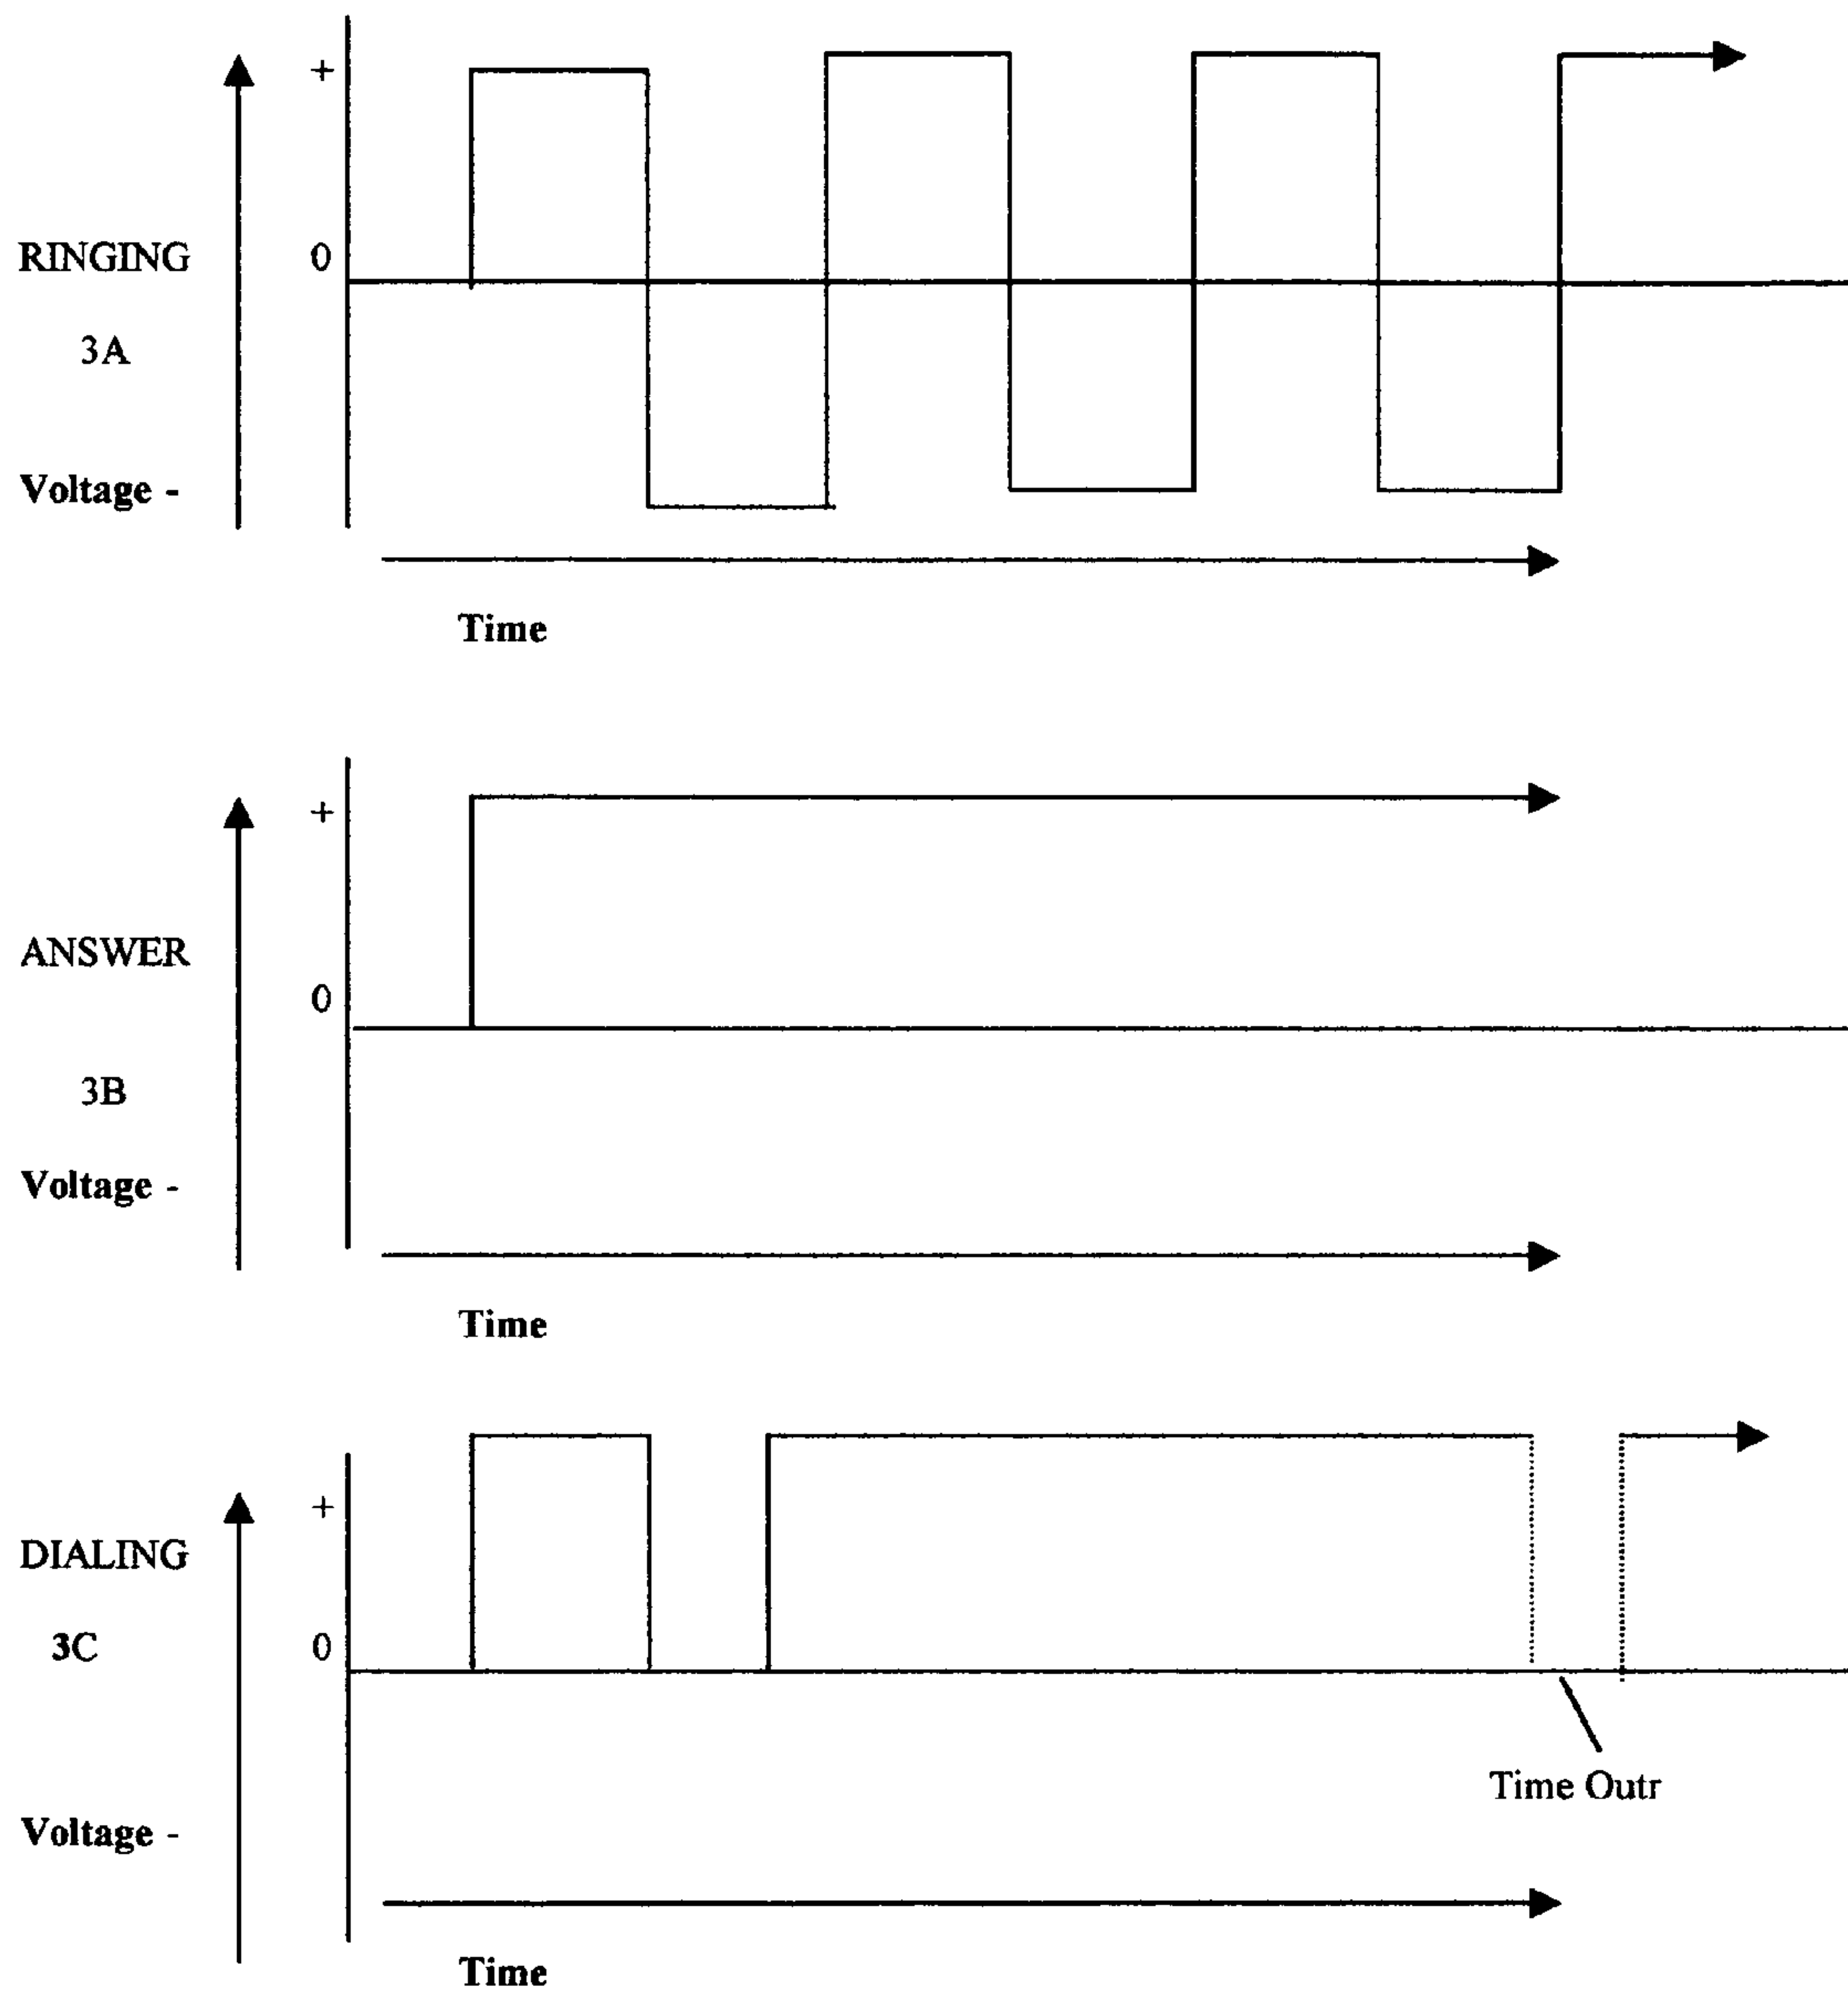 +
RINGING
0
3A
Voltage -
Time
+
ANSWER
0
3B
Voltage -
Time
+
DIALING
3C
0
Time Outr
Voltage -
Time